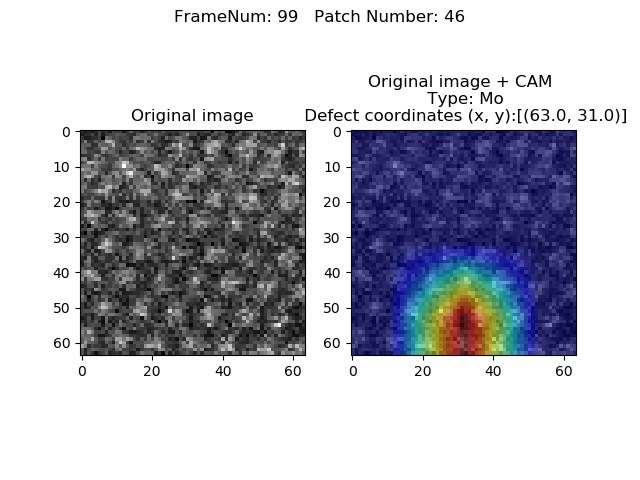 FrameNum: 99   Patch Number: 46
Original image
0
10
20
30
40
50
60
0 20 40 60
Original image + CAM
Type: Mo
Defect coordinates (x, y):[(63.0, 31.0)]
0
10
20
30
40
50
60
0 20 40 60